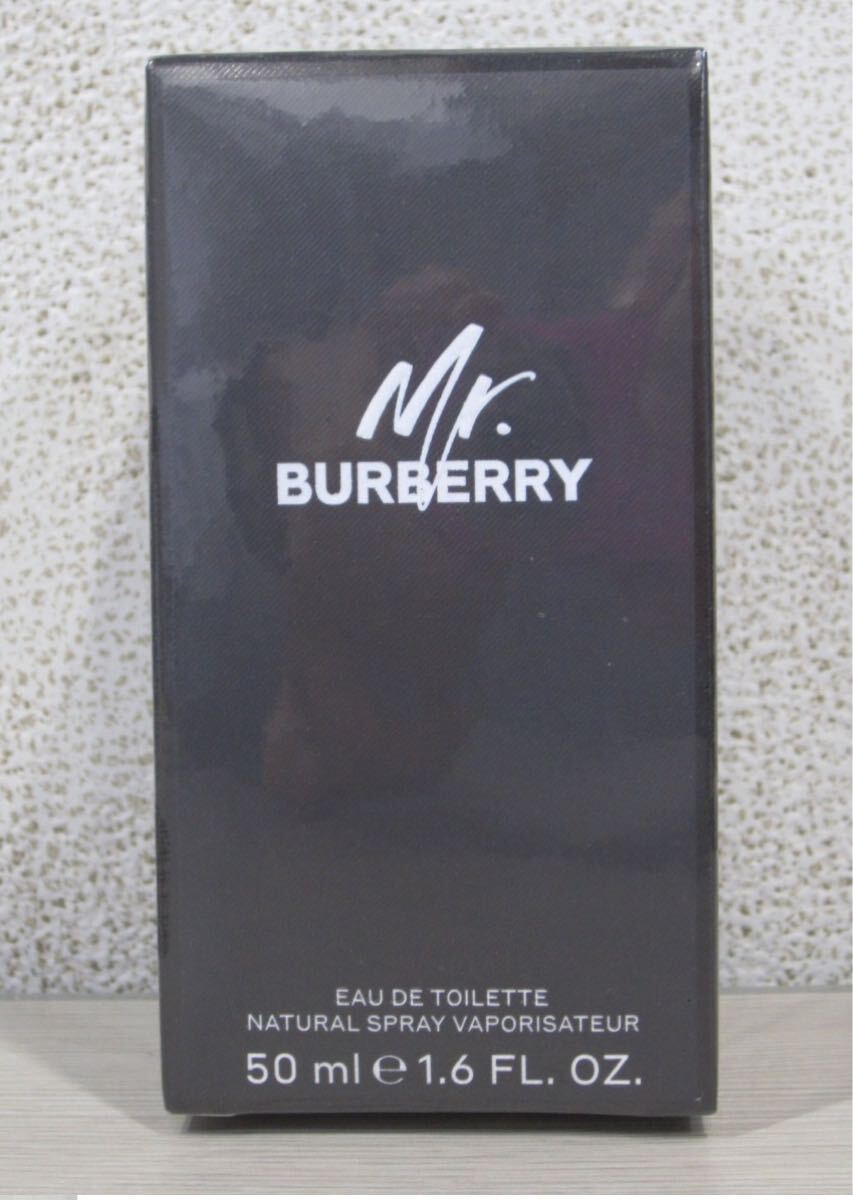 Mr.
BURBERRY
EAU DE TOILETTE
NATURAL SPRAY VAPORISATEUR
50 ml ℮ 1.6 FL. OZ.